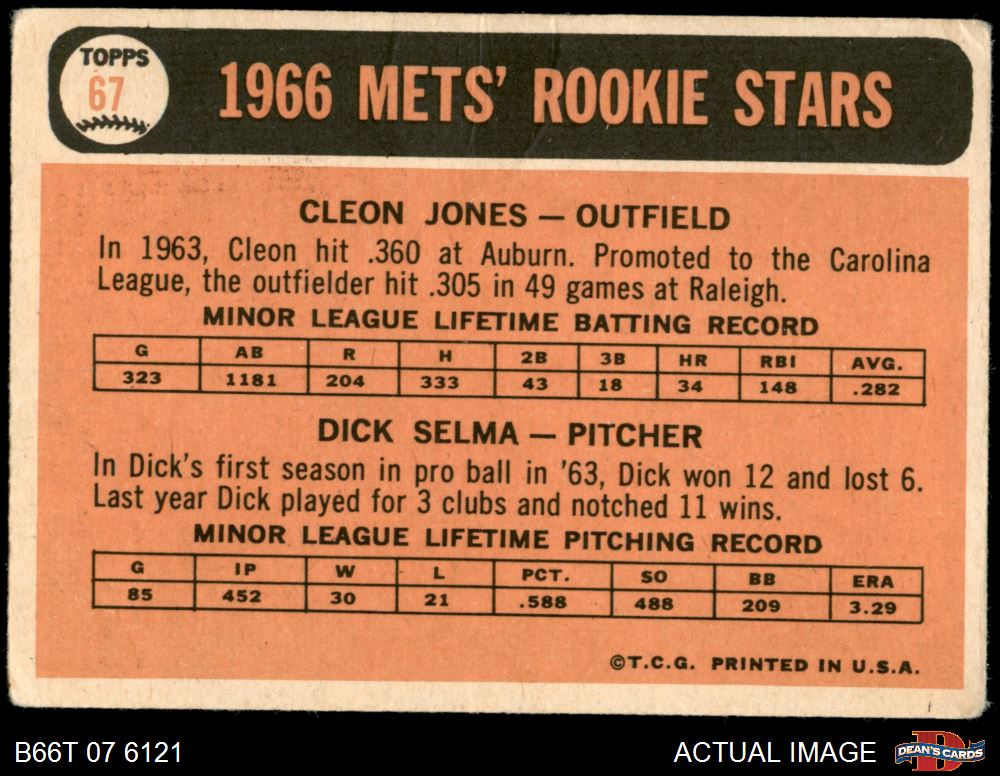 TOPPS
67
1966 METS' ROOKIE STARS
CLEON JONES — OUTFIELD
In 1963, Cleon hit .360 at Auburn. Promoted to the Carolina
League, the outfielder hit .305 in 49 games at Raleigh.
MINOR LEAGUE LIFETIME BATTING RECORD
G AB R H 2B 3B HR RBI AVG.
323 1181 204 333 43 18 34 148 .282
DICK SELMA — PITCHER
In Dick's first season in pro ball in '63, Dick won 12 and lost 6.
Last year Dick played for 3 clubs and notched 11 wins.
MINOR LEAGUE LIFETIME PITCHING RECORD
G IP W L PCT. SO BB ERA
85 452 30 21 .588 488 209 3.29
©T.C.G. PRINTED IN U.S.A.
B66T 07 6121
ACTUAL IMAGE
DEAN'S CARDS